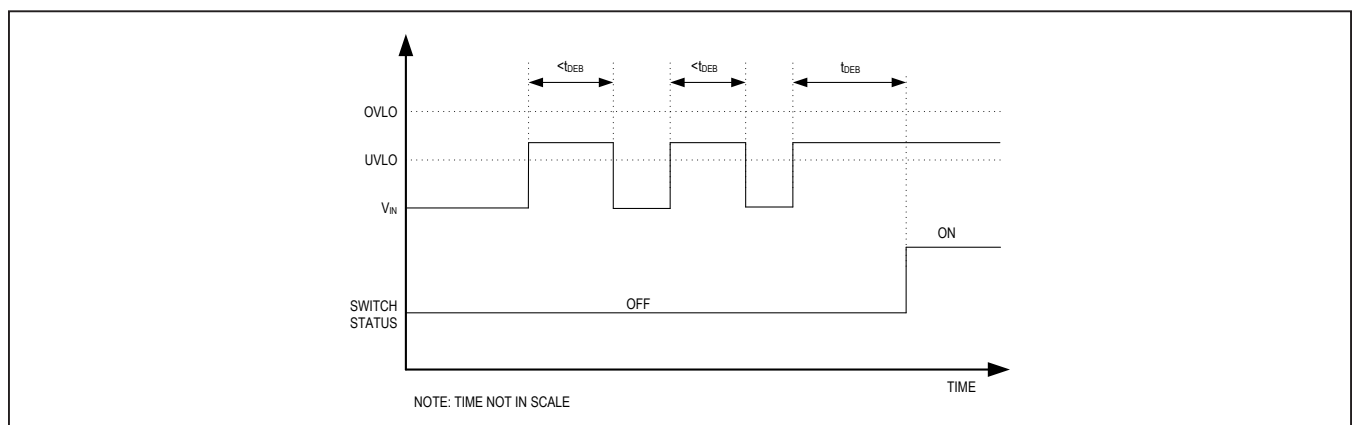 <tDEB
<tDEB
tDEB
OVLO
UVLO
VIN
ON
OFF
SWITCH
STATUS
TIME
NOTE: TIME NOT IN SCALE